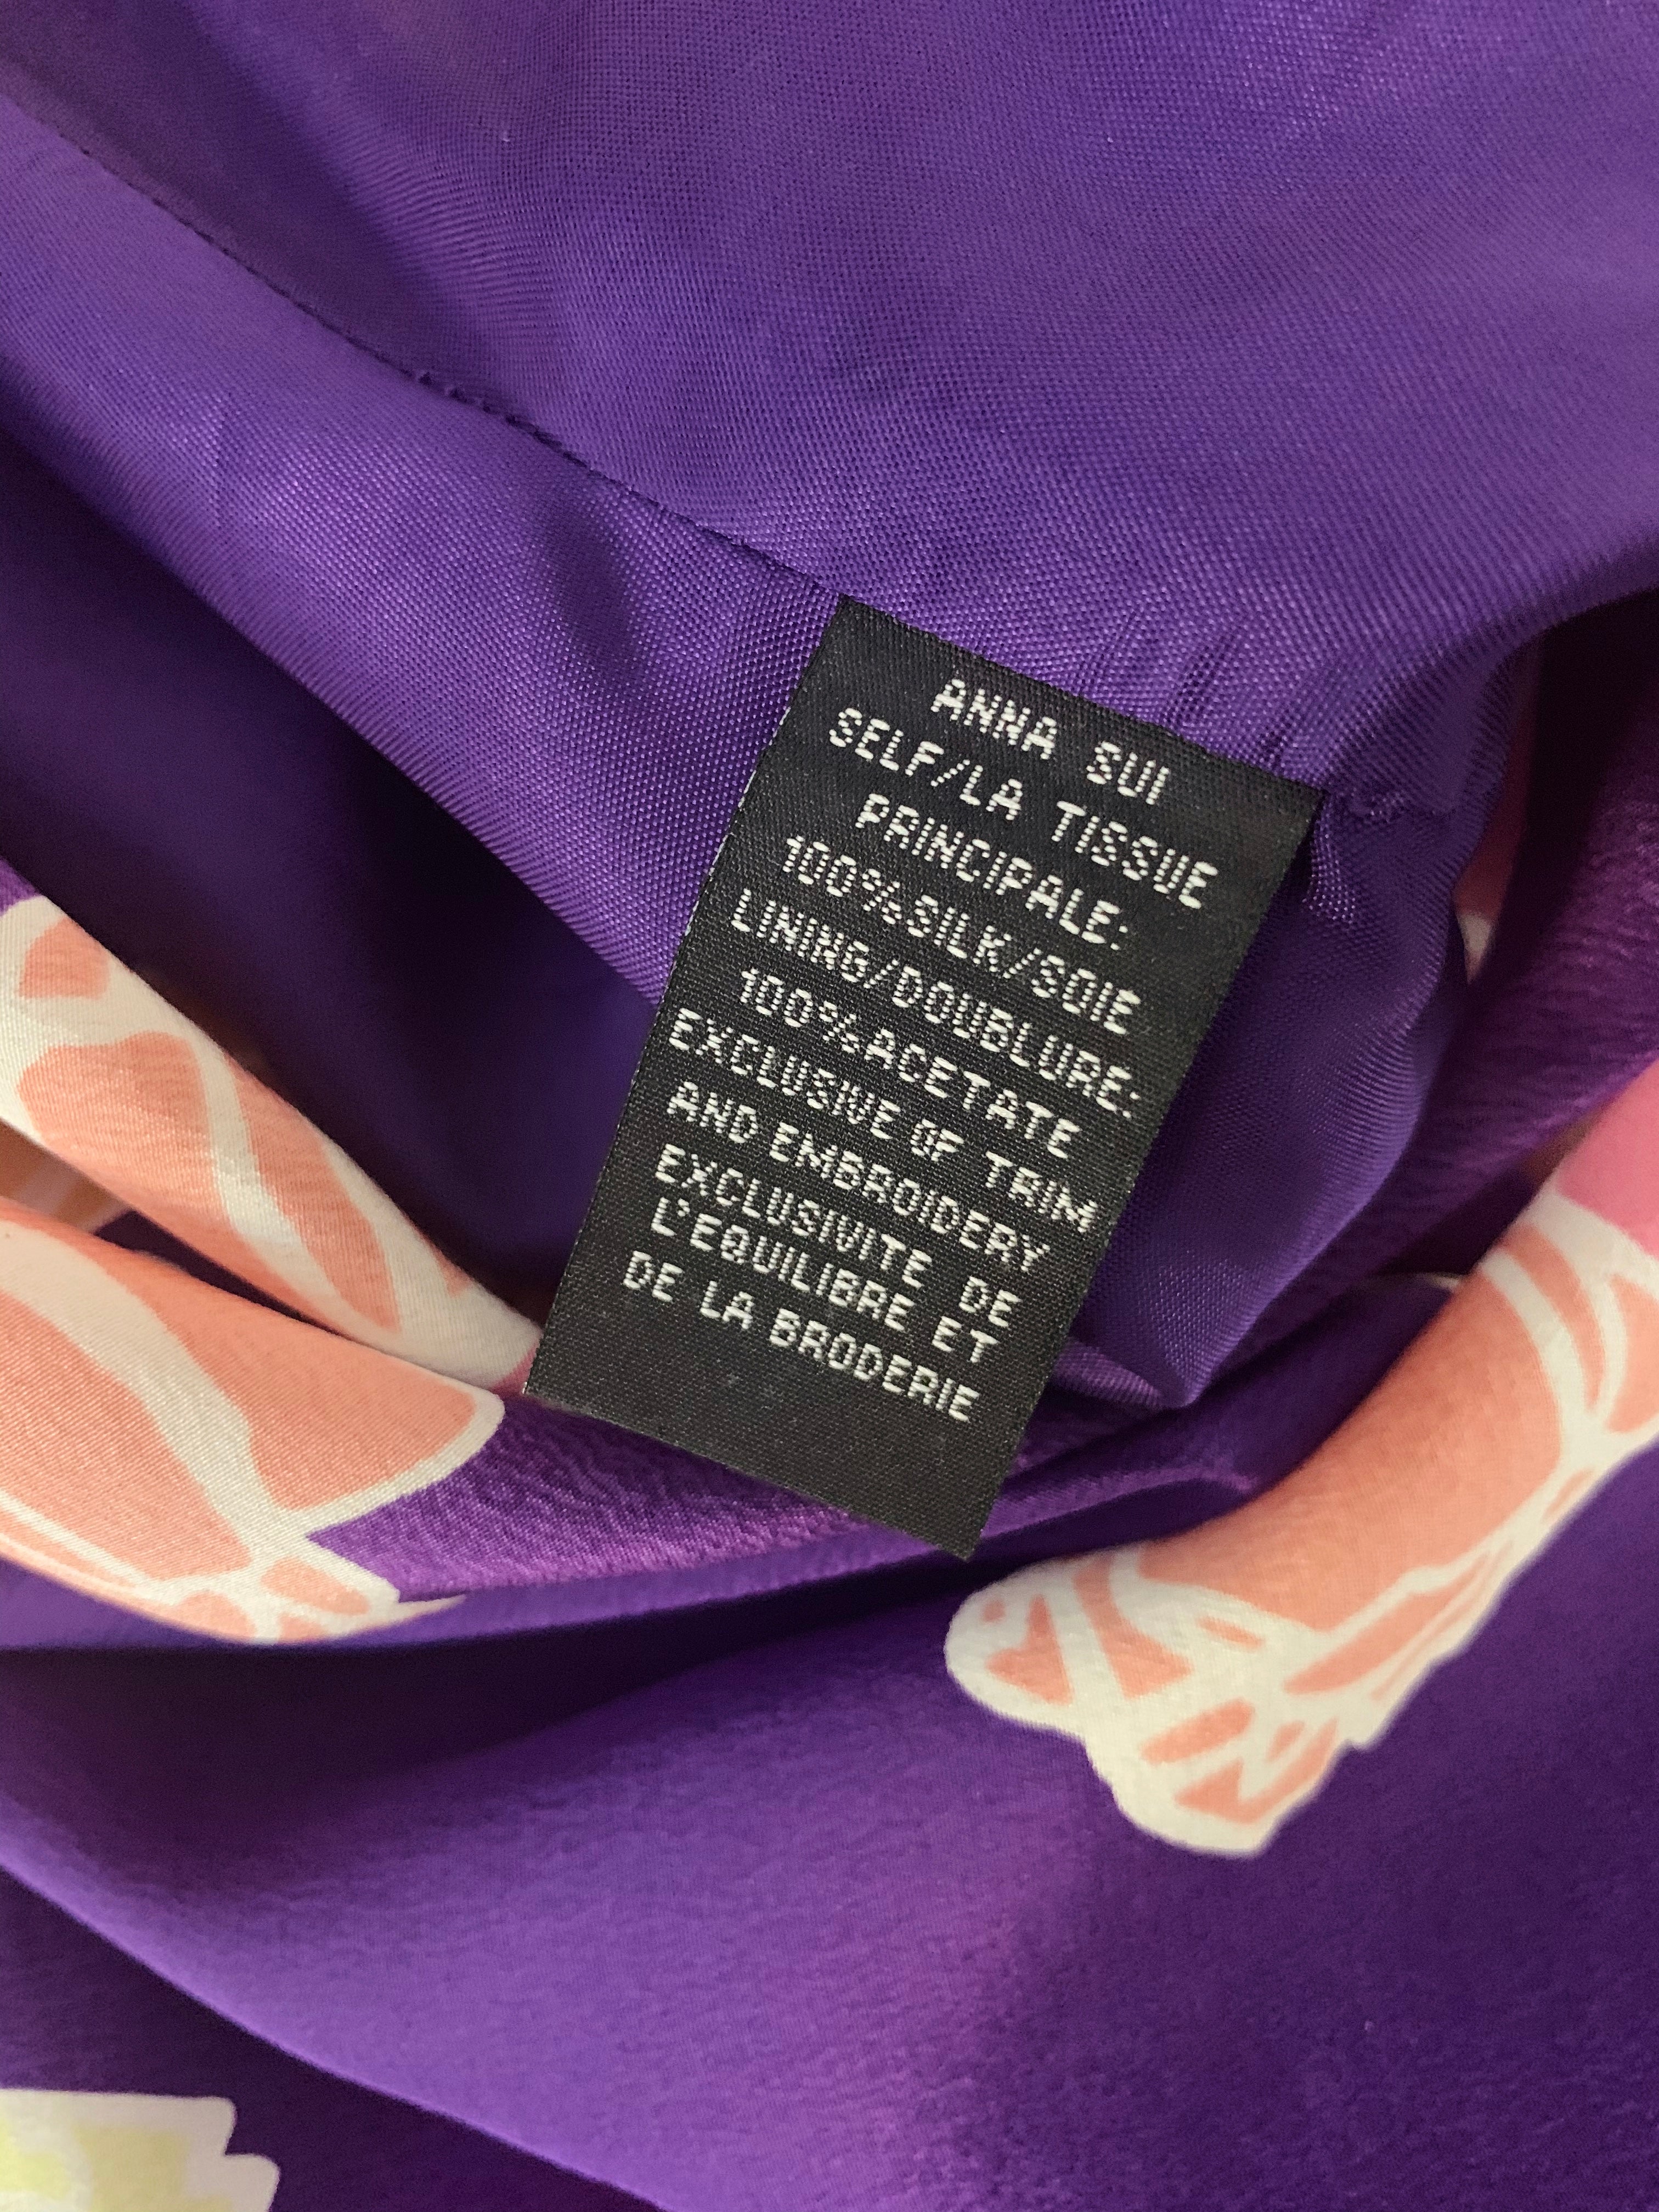 ANNA SUI
SELF/LA TISSUE
PRINCIPALE:
100%SILK/SOIE
LINING/DOUBLURE:
100%ACETATE
EXCLUSIVE OF TRIM
AND EMBROIDERY
EXCLUSIVITE DE
L'EQUILIBRE ET
DE LA BRODERIE